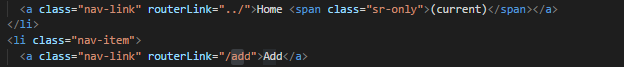 <a class="nav-link" routerLink="../">Home <span class="sr-only">(current)</span></a>
</li>
<li class="nav-item">
<a class="nav-link" routerLink="/add">Add</a>